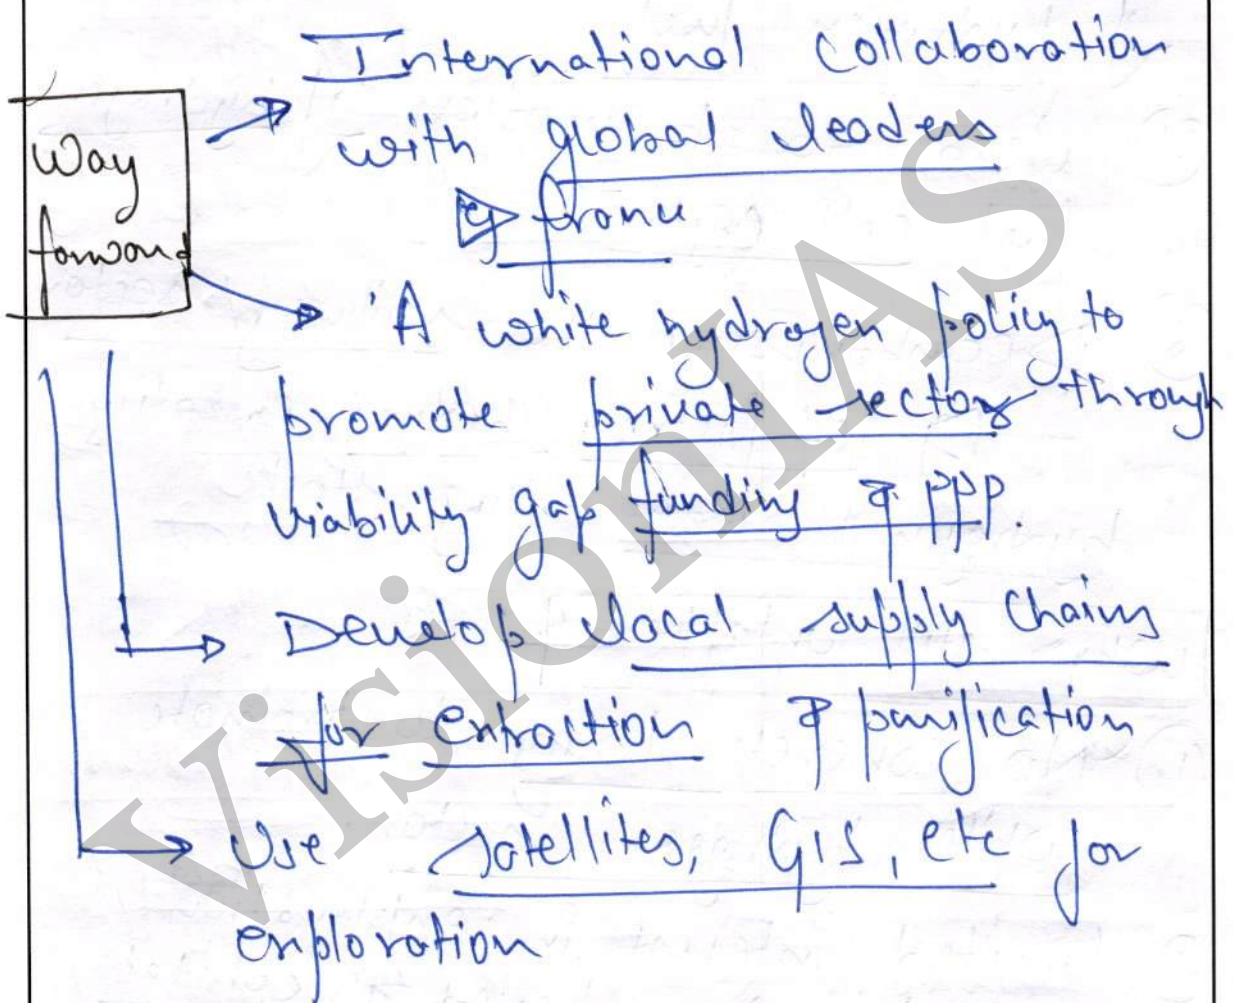 Way
forward
International Collaboration
with global leaders
eg France
A white hydrogen policy to
promote private sector through
viability gap funding & PPP.
Develop local supply chains
for extraction & purification
Use satellites, GIS, etc for
exploration
VisionIAS